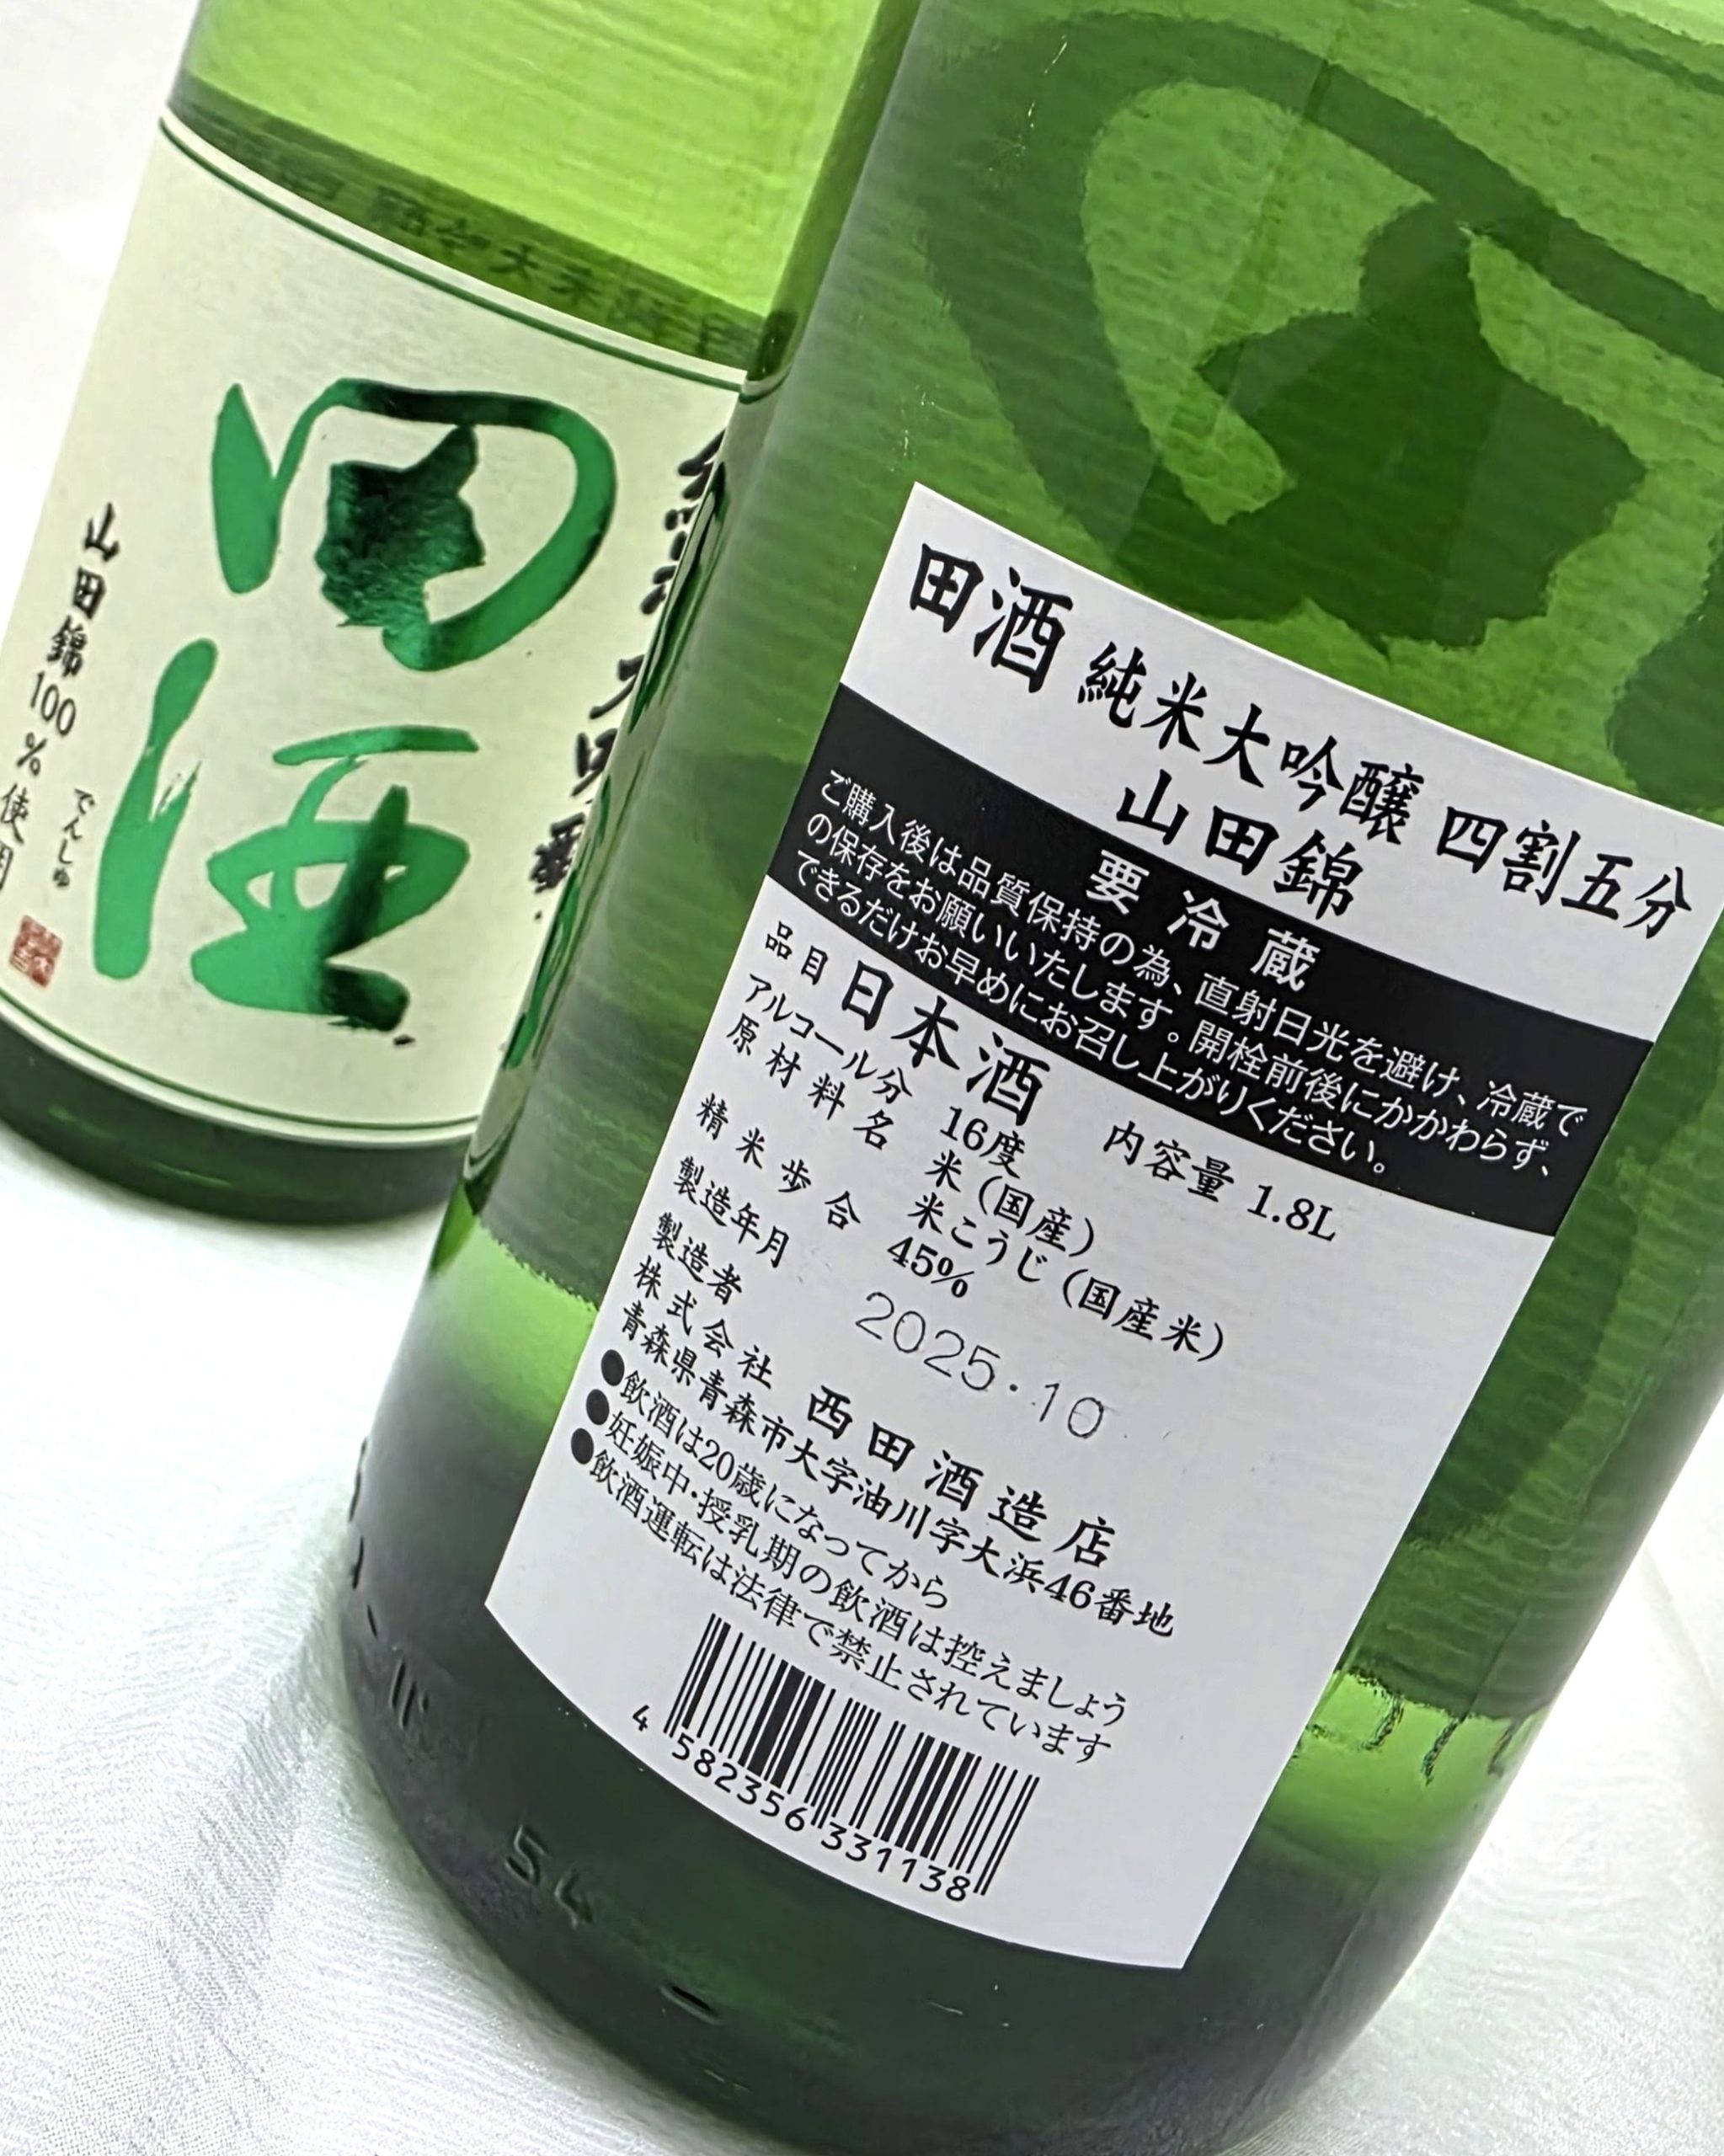 田酒
山田錦100%使用
でんしゅ
田酒 純米大吟醸 四割五分
山田錦
要冷蔵
ご購入後は品質保持の為、直射日光を避け、冷蔵で
の保存をお願いいたします。開栓前後にかかわらず、
できるだけお早めにお召し上がりください。
品目 日本酒 内容量 1.8L
アルコール分 16度
原材料名 米(国産)
米こうじ(国産米)
精米歩合 45%
製造年月 2025.10
製造者
株式会社 西田酒造店
青森県青森市大字油川字大浜46番地
●飲酒は20歳になってから
●妊娠中・授乳期の飲酒は控えましょう
●飲酒運転は法律で禁止されています
4 582356 331138
54